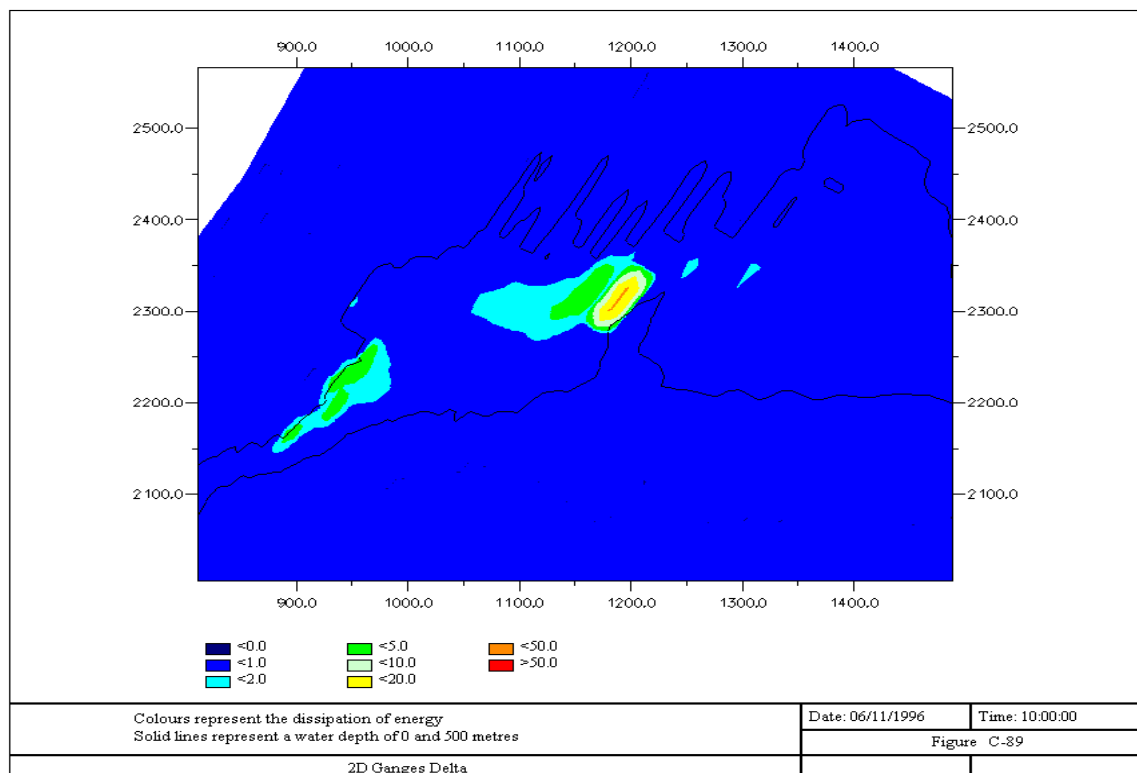 900.0 1000.0 1100.0 1200.0 1300.0 1400.0
2500.0 2500.0
2400.0 2400.0
2300.0 2300.0
2200.0 2200.0
2100.0 2100.0
900.0 1000.0 1100.0 1200.0 1300.0 1400.0
<0.0 <5.0 <50.0
<1.0 <10.0 >50.0
<2.0 <20.0
Colours represent the dissipation of energy
Solid lines represent a water depth of 0 and 500 metres
Date: 06/11/1996 Time: 10:00:00
Figure C-89
2D Ganges Delta